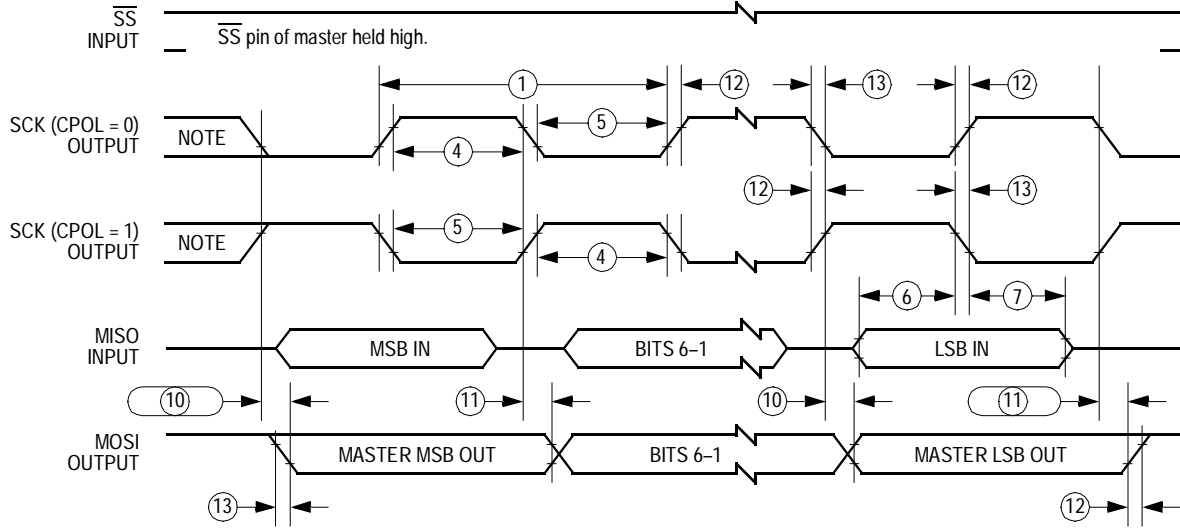 SS
INPUT
SS pin of master held high.
1
12
13
12
SCK (CPOL = 0)
OUTPUT
NOTE
5
4
12
13
SCK (CPOL = 1)
OUTPUT
NOTE
5
4
6
7
MISO
INPUT
MSB IN
BITS 6–1
LSB IN
10
11
10
11
MOSI
OUTPUT
MASTER MSB OUT
BITS 6–1
MASTER LSB OUT
13
12